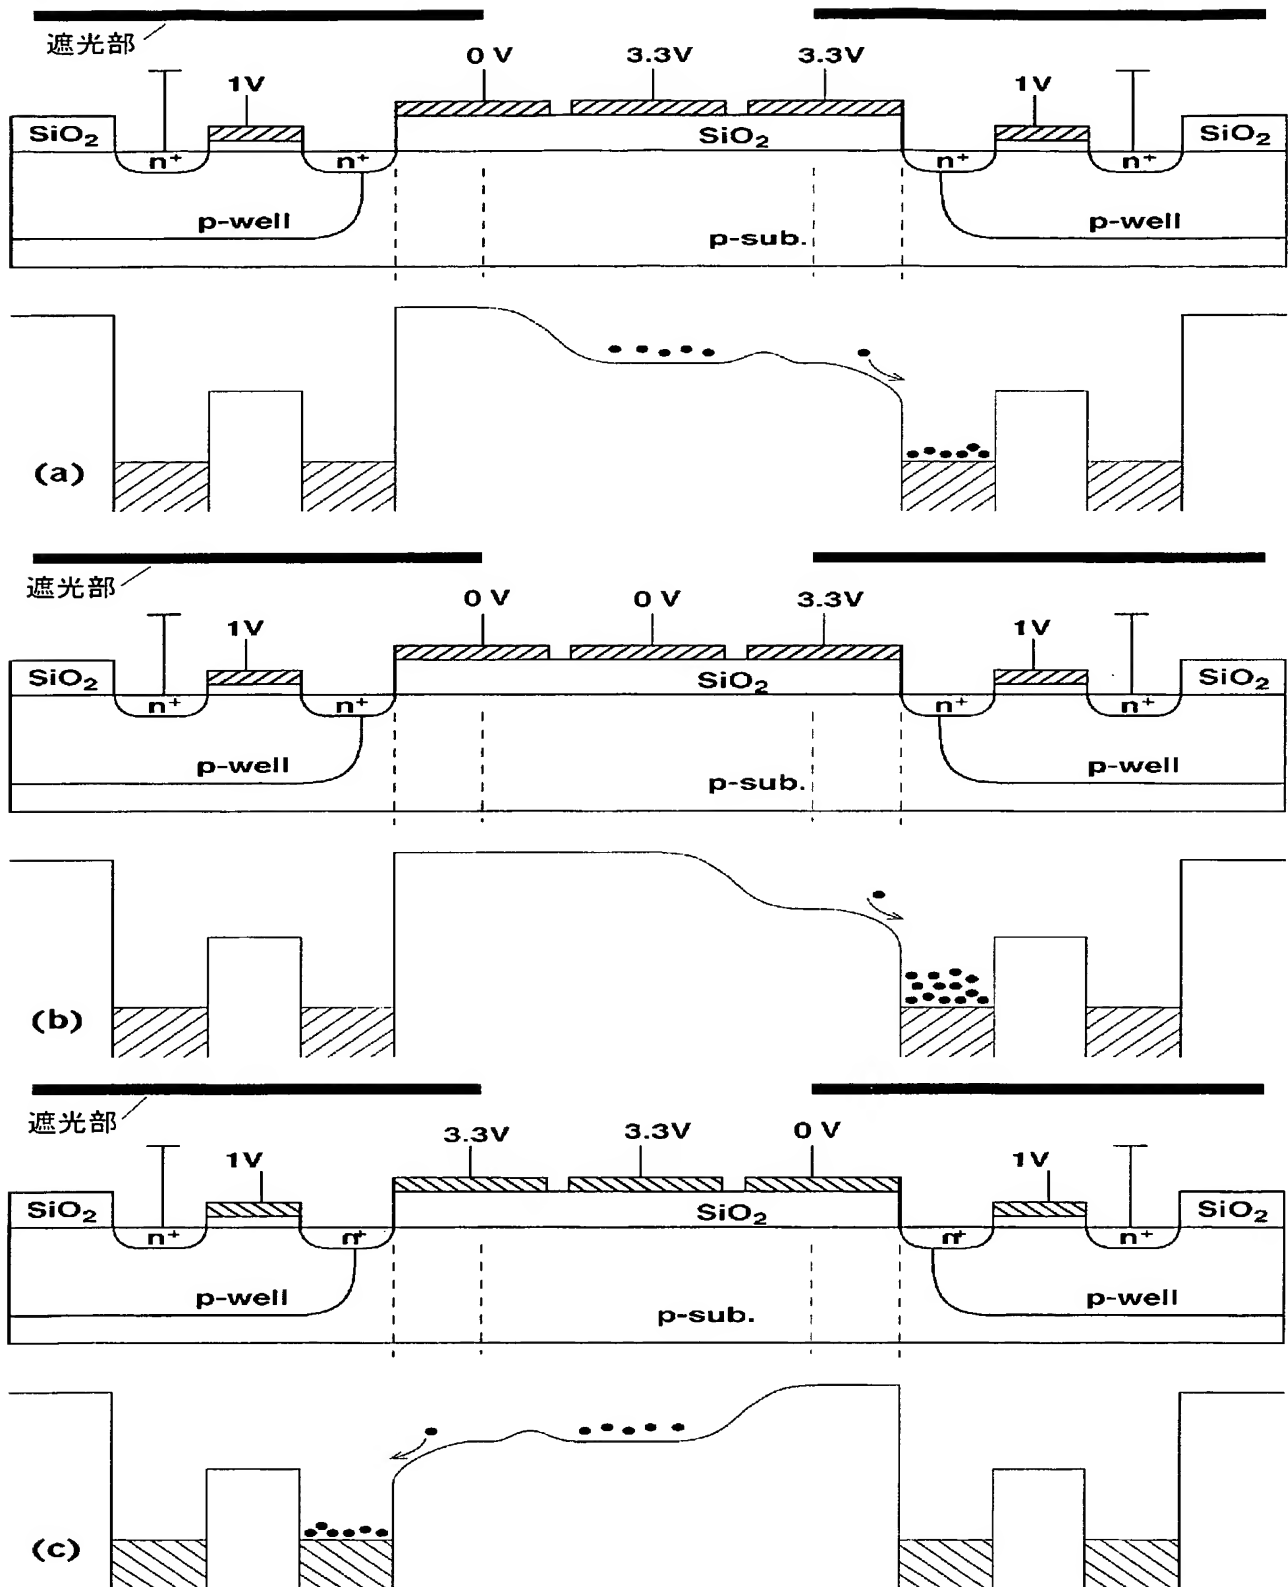 遮光部
0 V 3.3V 3.3V
1V 1V
SiO₂ SiO₂ SiO₂
n⁺ n⁺ n⁺ n⁺
p-well p-well
p-sub.
(a)
遮光部
0 V 0 V 3.3V
1V 1V
SiO₂ SiO₂ SiO₂
n⁺ n⁺ n⁺ n⁺
p-well p-well
p-sub.
(b)
遮光部
3.3V 3.3V 0 V
1V 1V
SiO₂ SiO₂ SiO₂
n⁺ n⁺ n⁺ n⁺
p-well p-well
p-sub.
(c)